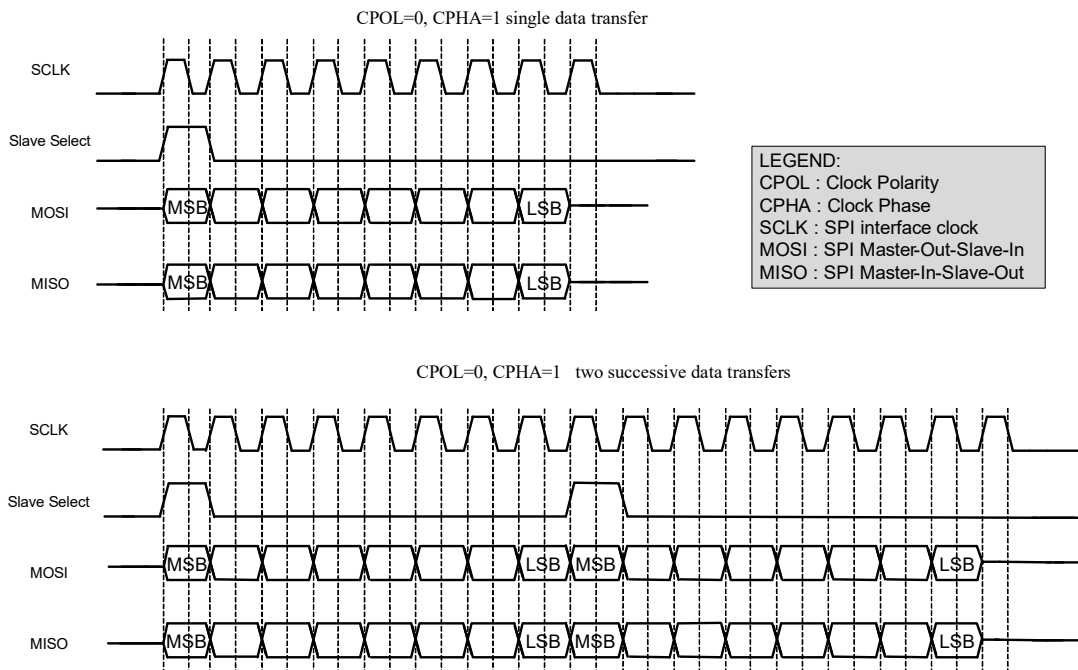 CPOL=0, CPHA=1 single data transfer
SCLK
Slave Select
MOSI
MSB
LSB
MISO
MSB
LSB
LEGEND:
CPOL : Clock Polarity
CPHA : Clock Phase
SCLK : SPI interface clock
MOSI : SPI Master-Out-Slave-In
MISO : SPI Master-In-Slave-Out
CPOL=0, CPHA=1 two successive data transfers
SCLK
Slave Select
MOSI
MSB
LSB
MSB
LSB
MISO
MSB
LSB
MSB
LSB